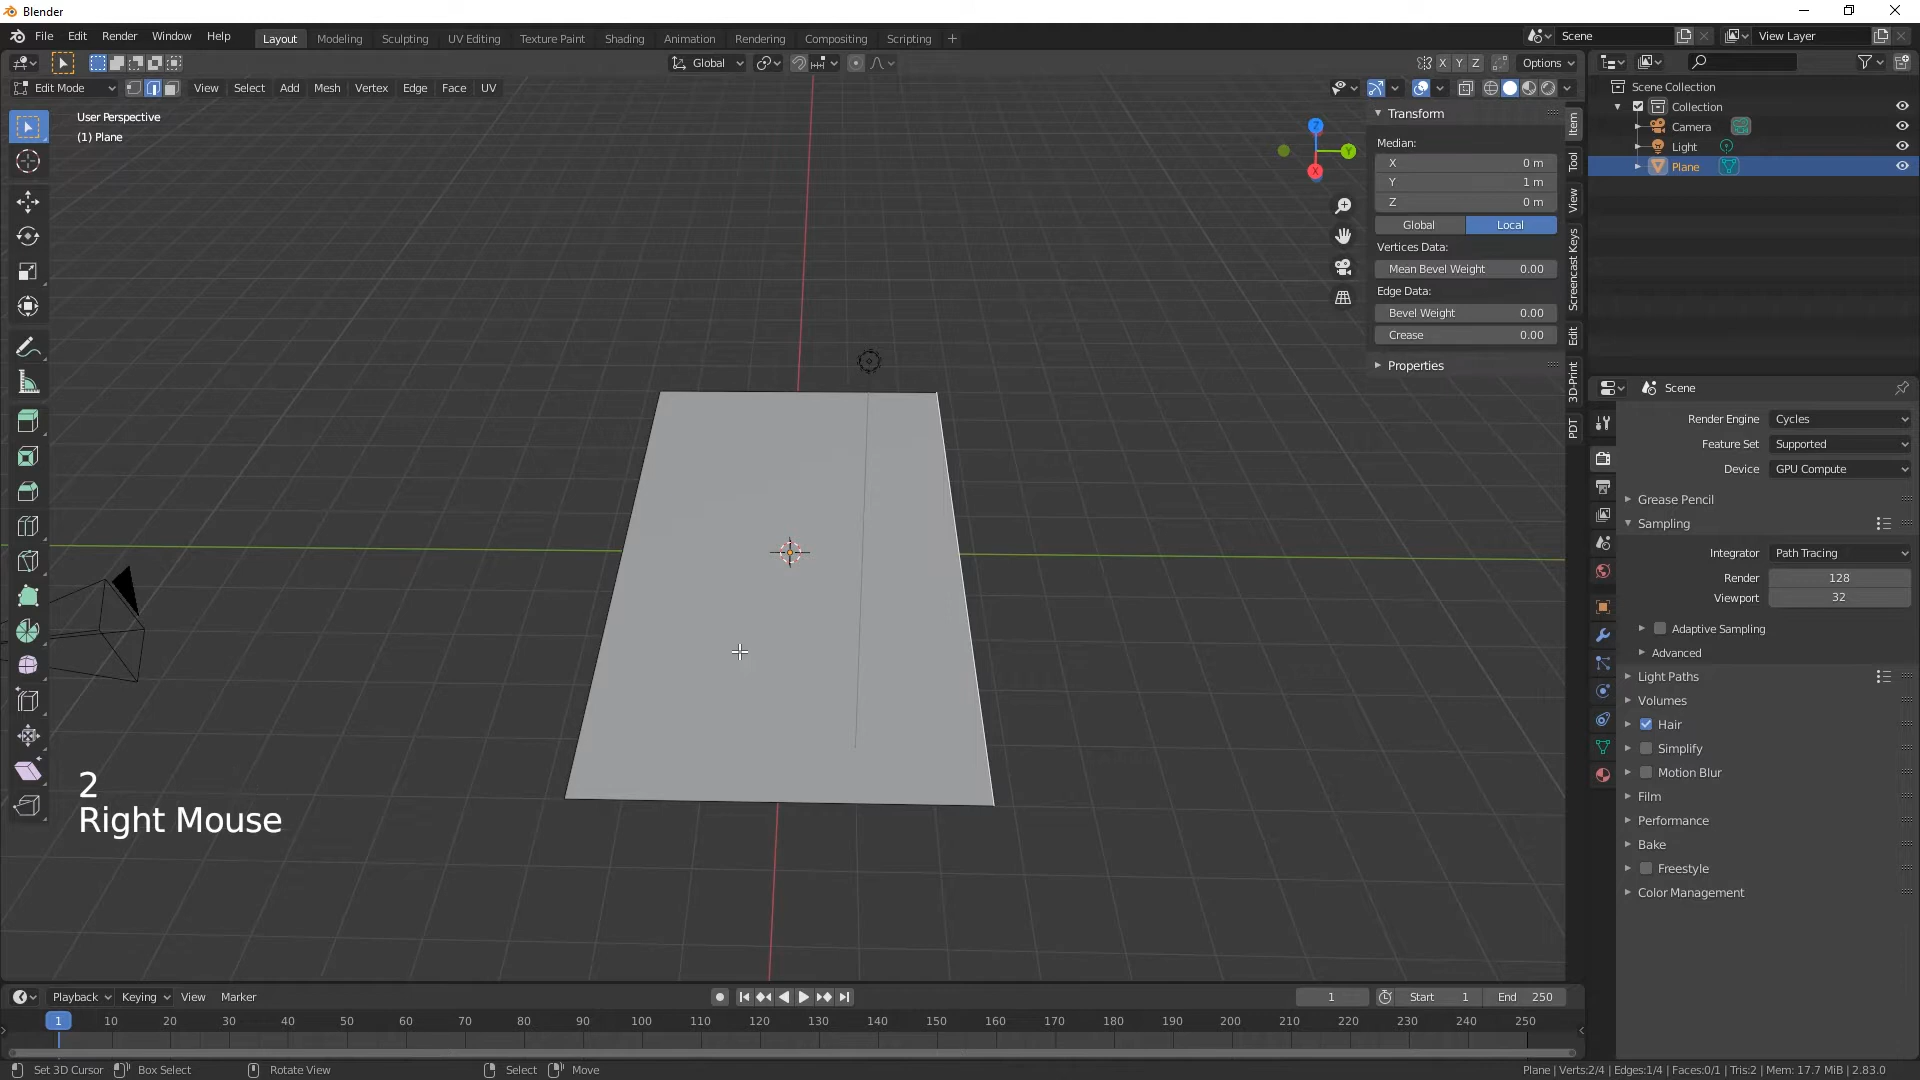 Blender
File Edit Render Window Help
Layout Modeling Sculpting UV Editing Texture Paint Shading Animation Rendering Compositing Scripting +
Scene
View Layer
Global
X Y Z
Options
Edit Mode
View Select Add Mesh Vertex Edge Face UV
User Perspective
(1) Plane
Transform
Median:
X 0 m
Y 1 m
Z 0 m
Global Local
Vertices Data:
Mean Bevel Weight 0.00
Edge Data:
Bevel Weight 0.00
Crease 0.00
Properties
Item
Tool
View
Screencast Keys
Edit
3D-Print
PDT
Z
Y
X
Scene Collection
Collection
Camera
Light
Plane
Scene
Render Engine Cycles
Feature Set Supported
Device GPU Compute
Grease Pencil
Sampling
Integrator Path Tracing
Render 128
Viewport 32
Adaptive Sampling
Advanced
Light Paths
Volumes
Hair
Simplify
Motion Blur
Film
Performance
Bake
Freestyle
Color Management
2
Right Mouse
Playback Keying View Marker
1
Start 1 End 250
1 10 20 30 40 50 60 70 80 90 100 110 120 130 140 150 160 170 180 190 200 210 220 230 240 250
Set 3D Cursor Box Select Rotate View Select Move
Plane | Verts:2/4 | Edges:1/4 | Faces:0/1 | Tris:2 | Mem: 17.7 MiB | 2.83.0